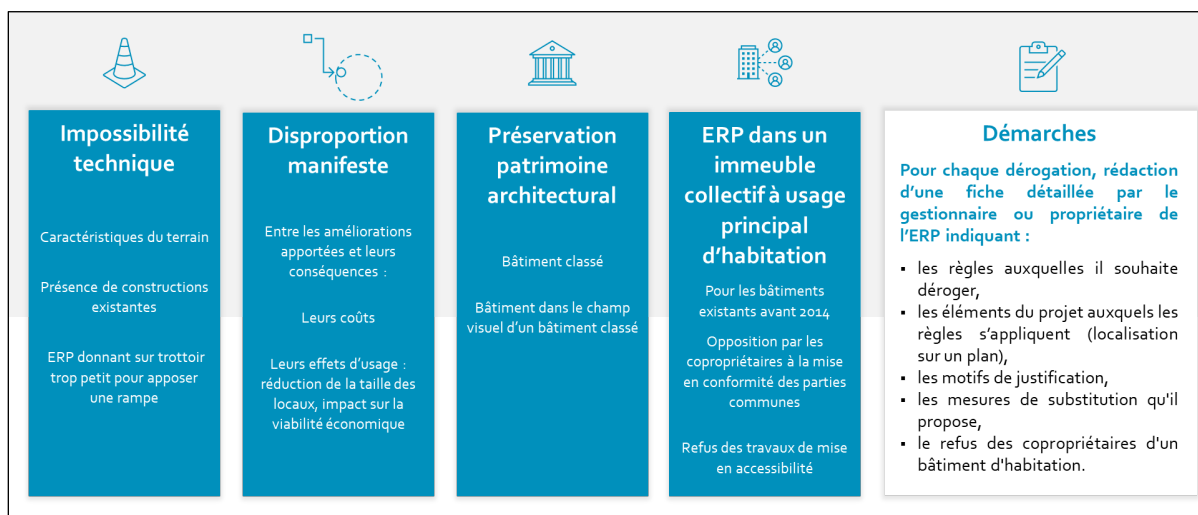 Impossibilité
technique
Caractéristiques du terrain
Présence de constructions
existantes
ERP donnant sur trottoir
trop petit pour apposer
une rampe
Disproportion
manifeste
Entre les améliorations
apportées et leurs
conséquences :
Leurs coûts
Leurs effets d’usage :
réduction de la taille des
locaux, impact sur la
viabilité économique
Préservation
patrimoine
architectural
Bâtiment classé
Bâtiment dans le champ
visuel d’un bâtiment classé
ERP dans un
immeuble
collectif à usage
principal
d’habitation
Pour les bâtiments
existants avant 2014
Opposition par les
copropriétaires à la mise
en conformité des parties
communes
Refus des travaux de mise
en accessibilité
Démarches
Pour chaque dérogation, rédaction
d’une fiche détaillée par le
gestionnaire ou propriétaire de
l’ERP indiquant :
▪ les règles auxquelles il souhaite
déroger,
▪ les éléments du projet auxquels les
règles s’appliquent (localisation
sur un plan),
▪ les motifs de justification,
▪ les mesures de substitution qu'il
propose,
▪ le refus des copropriétaires d'un
bâtiment d'habitation.